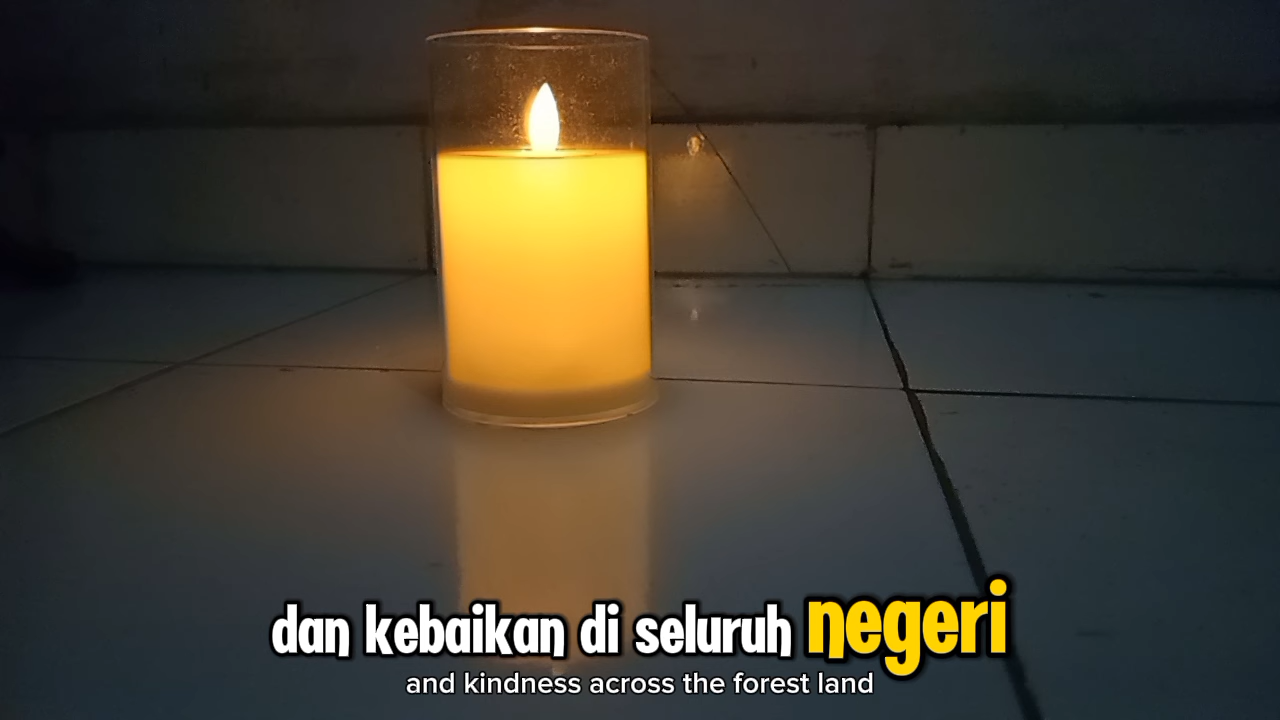 dan kebaikan di seluruh negeri
and kindness across the forest land